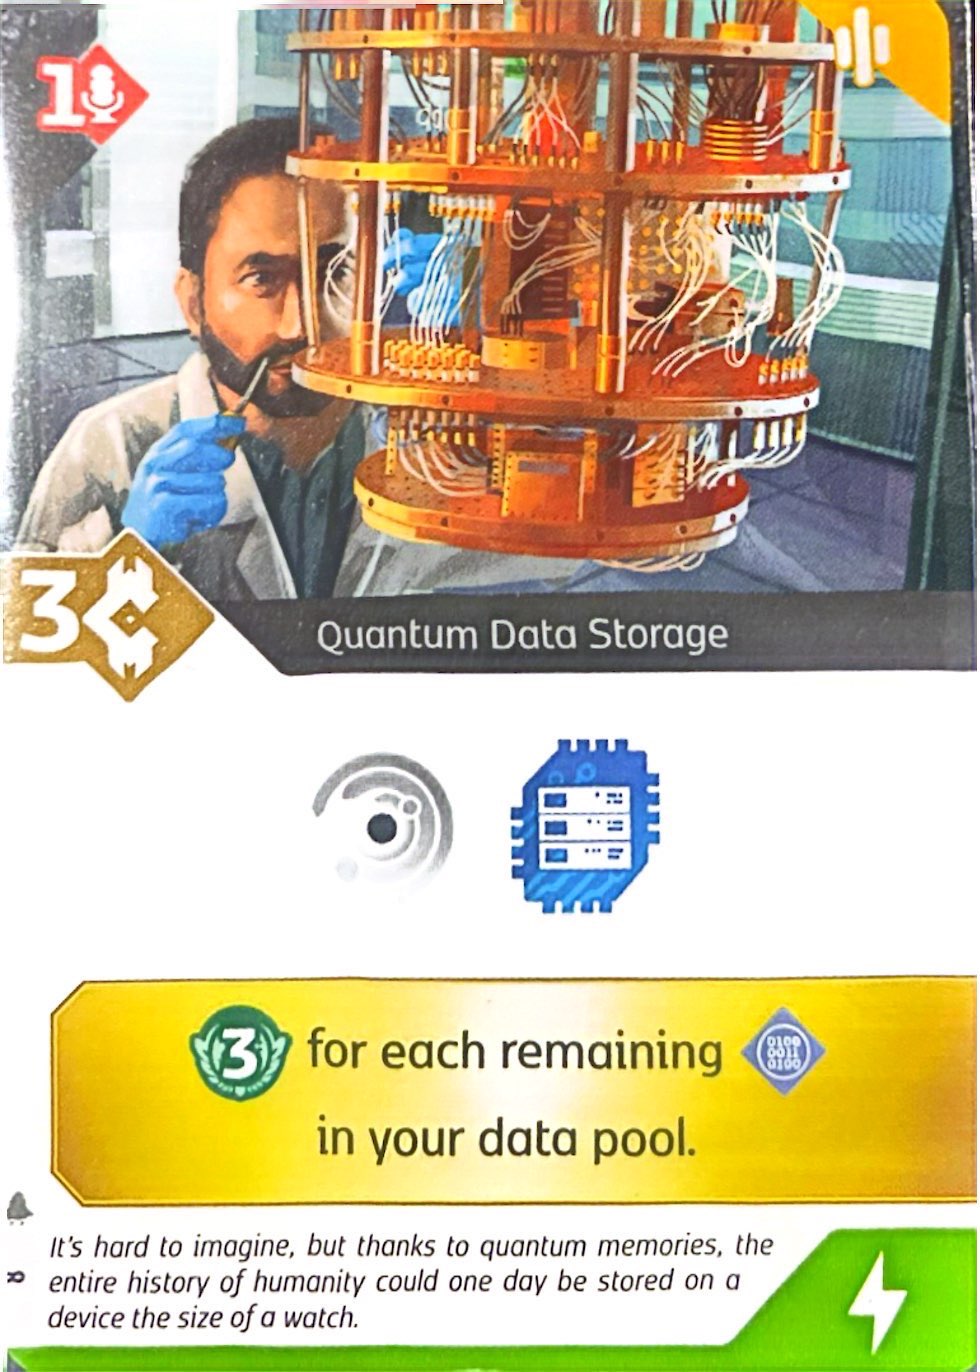 1
3
Quantum Data Storage
0100
0011
0100
3 for each remaining
in your data pool.
It's hard to imagine, but thanks to quantum memories, the
entire history of humanity could one day be stored on a
device the size of a watch.